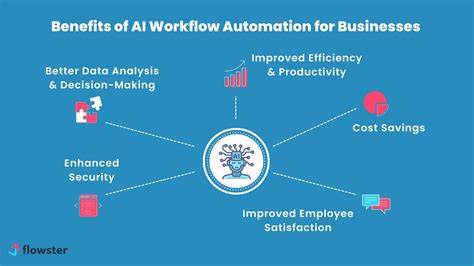 Benefits of AI Workflow Automation for Businesses
Better Data Analysis
& Decision-Making
Improved Efficiency
& Productivity
Cost Savings
Enhanced
Security
AI
Improved Employee
Satisfaction
flowster